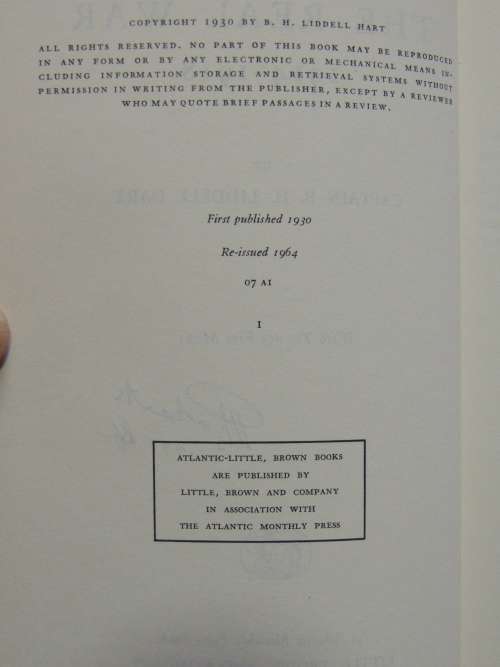 COPYRIGHT 1930 BY B. H. LIDDELL HART
ALL RIGHTS RESERVED. NO PART OF THIS BOOK MAY BE REPRODUCED
IN ANY FORM OR BY ANY ELECTRONIC OR MECHANICAL MEANS IN-
CLUDING INFORMATION STORAGE AND RETRIEVAL SYSTEMS WITHOUT
PERMISSION IN WRITING FROM THE PUBLISHER, EXCEPT BY A REVIEWER
WHO MAY QUOTE BRIEF PASSAGES IN A REVIEW.
First published 1930
Re-issued 1964
07 A1
1
ATLANTIC-LITTLE, BROWN BOOKS
ARE PUBLISHED BY
LITTLE, BROWN AND COMPANY
IN ASSOCIATION WITH
THE ATLANTIC MONTHLY PRESS